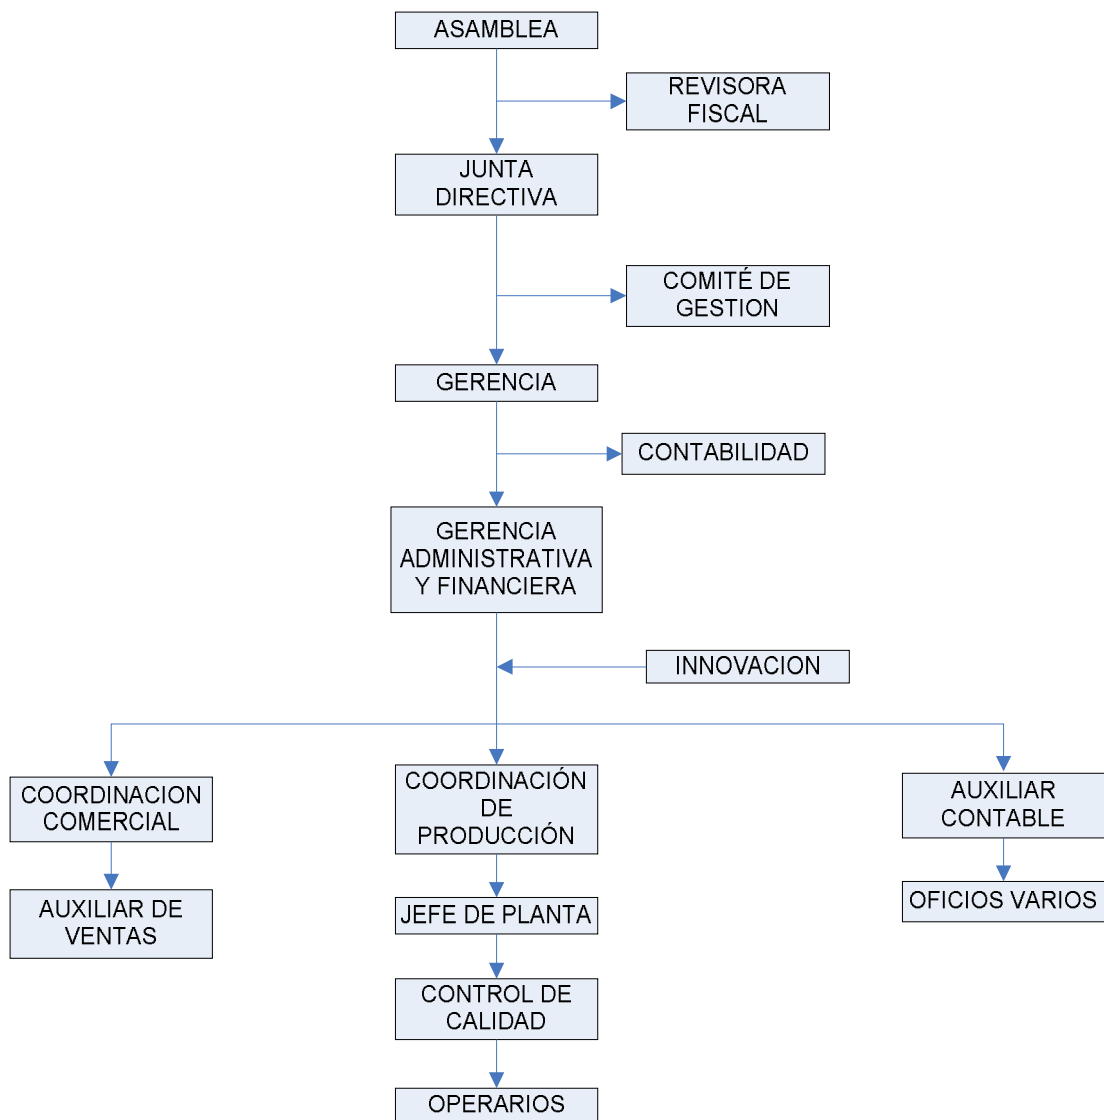 ASAMBLEA
REVISORA
FISCAL
JUNTA
DIRECTIVA
COMITÉ DE
GESTION
GERENCIA
CONTABILIDAD
GERENCIA
ADMINISTRATIVA
Y FINANCIERA
INNOVACION
COORDINACION
COMERCIAL
COORDINACIÓN
DE
PRODUCCIÓN
AUXILIAR
CONTABLE
AUXILIAR DE
VENTAS
JEFE DE PLANTA
OFICIOS VARIOS
CONTROL DE
CALIDAD
OPERARIOS